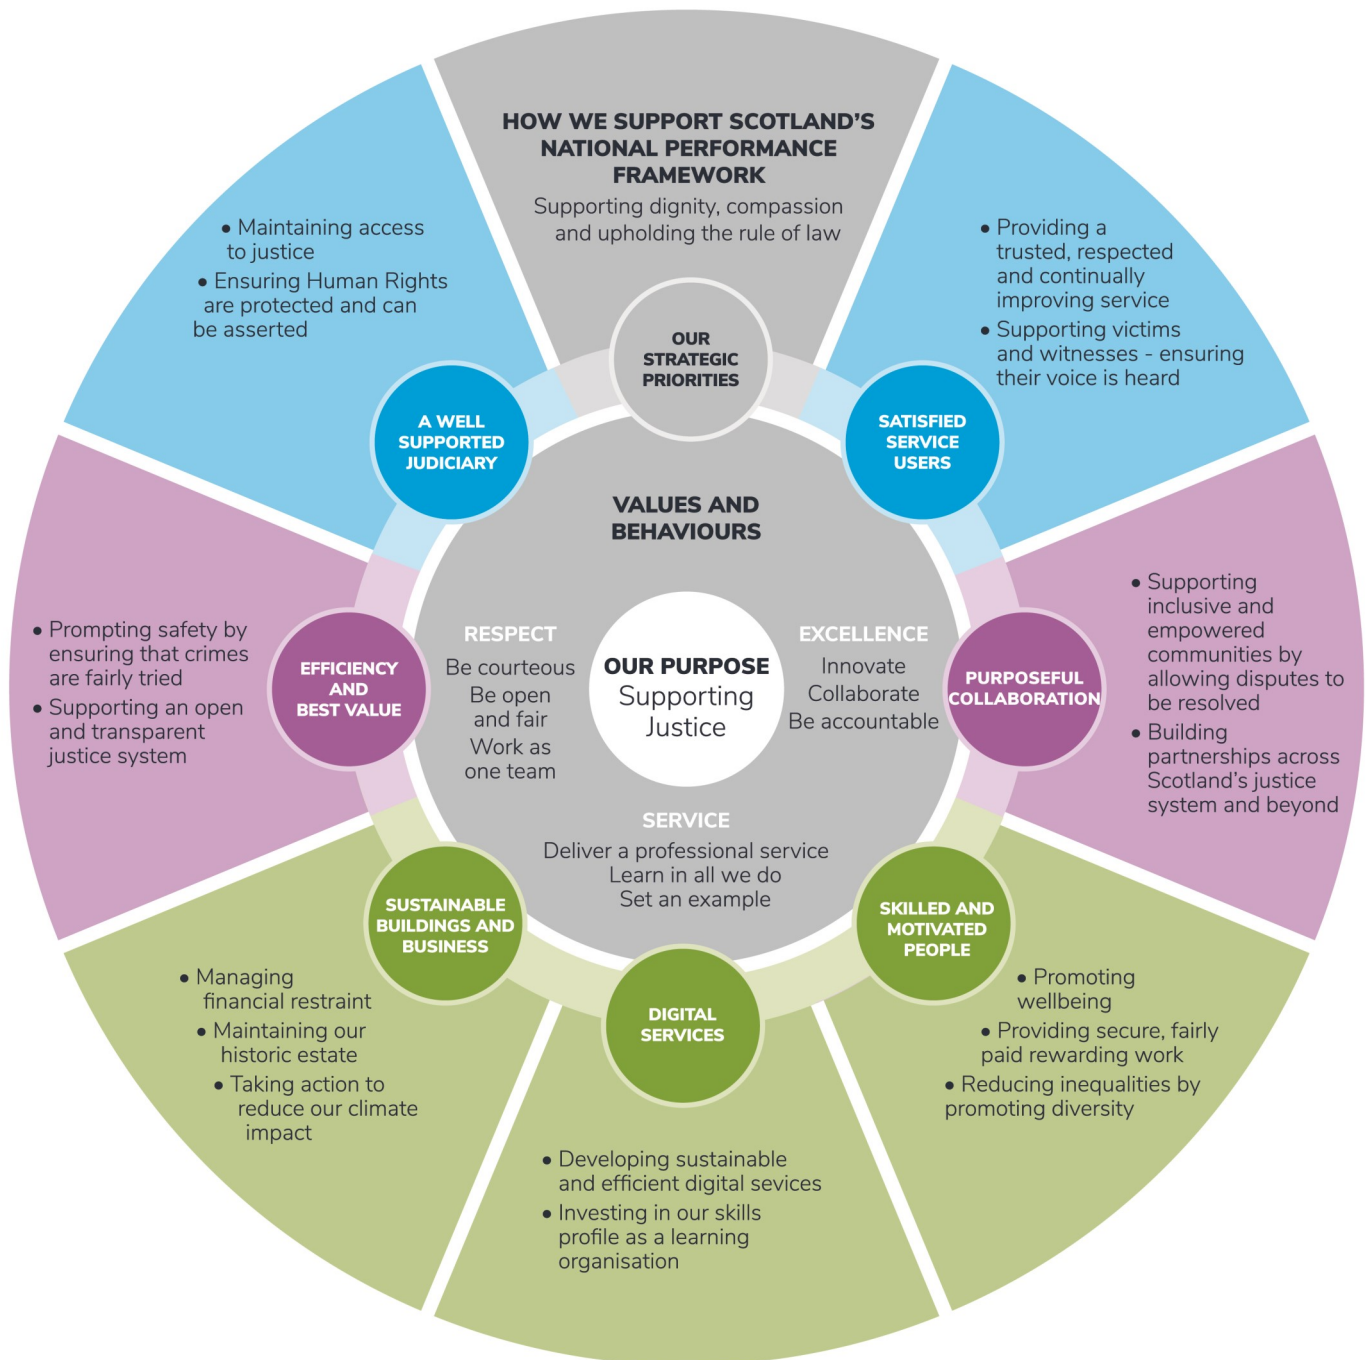 HOW WE SUPPORT SCOTLAND'S
NATIONAL PERFORMANCE
FRAMEWORK
Supporting dignity, compassion
and upholding the rule of law
OUR
STRATEGIC
PRIORITIES
• Providing a
trusted, respected
and continually
improving service
• Supporting victims
and witnesses - ensuring
their voice is heard
SATISFIED
SERVICE
USERS
• Supporting
inclusive and
empowered
communities by
allowing disputes to
be resolved
• Building
partnerships across
Scotland's justice
system and beyond
PURPOSEFUL
COLLABORATION
SKILLED AND
MOTIVATED
PEOPLE
• Promoting
wellbeing
• Providing secure, fairly
paid rewarding work
• Reducing inequalities by
promoting diversity
DIGITAL
SERVICES
• Developing sustainable
and efficient digital sevices
• Investing in our skills
profile as a learning
organisation
SUSTAINABLE
BUILDINGS AND
BUSINESS
• Managing
financial restraint
• Maintaining our
historic estate
• Taking action to
reduce our climate
impact
EFFICIENCY
AND
BEST VALUE
• Prompting safety by
ensuring that crimes
are fairly tried
• Supporting an open
and transparent
justice system
A WELL
SUPPORTED
JUDICIARY
• Maintaining access
to justice
• Ensuring Human Rights
are protected and can
be asserted
VALUES AND
BEHAVIOURS
RESPECT
Be courteous
Be open
and fair
Work as
one team
OUR PURPOSE
Supporting
Justice
EXCELLENCE
Innovate
Collaborate
Be accountable
SERVICE
Deliver a professional service
Learn in all we do
Set an example